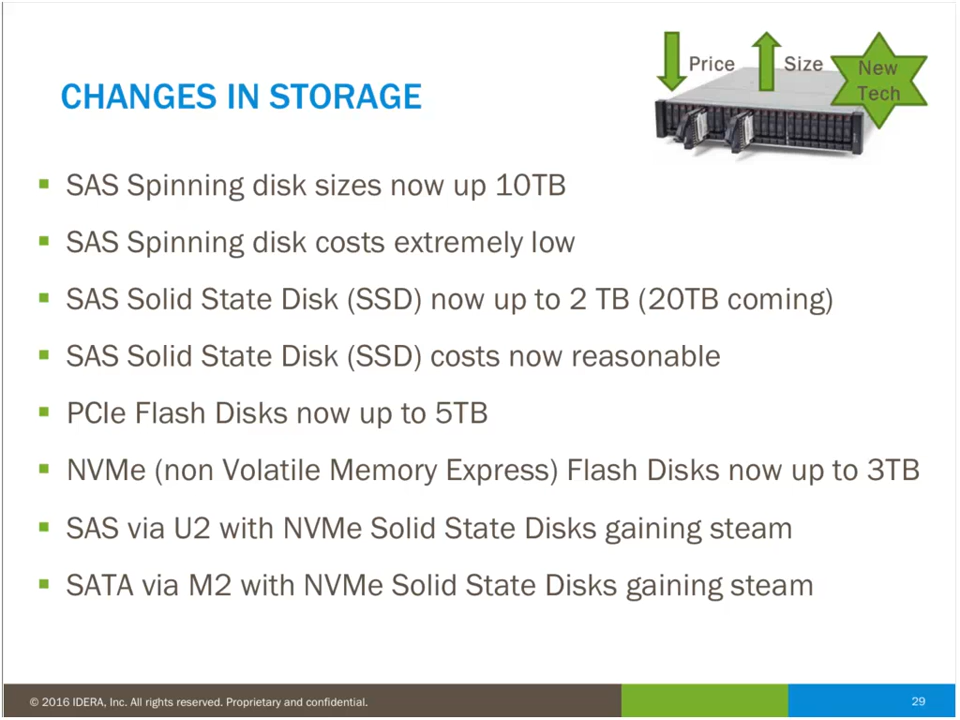 Price
Size
New
Tech
CHANGES IN STORAGE
SAS Spinning disk sizes now up 10TB
SAS Spinning disk costs extremely low
SAS Solid State Disk (SSD) now up to 2 TB (20TB coming)
SAS Solid State Disk (SSD) costs now reasonable
PCIe Flash Disks now up to 5TB
NVMe (non Volatile Memory Express) Flash Disks now up to 3TB
SAS via U2 with NVMe Solid State Disks gaining steam
SATA via M2 with NVMe Solid State Disks gaining steam
© 2016 IDERA, Inc. All rights reserved. Proprietary and confidential.
29